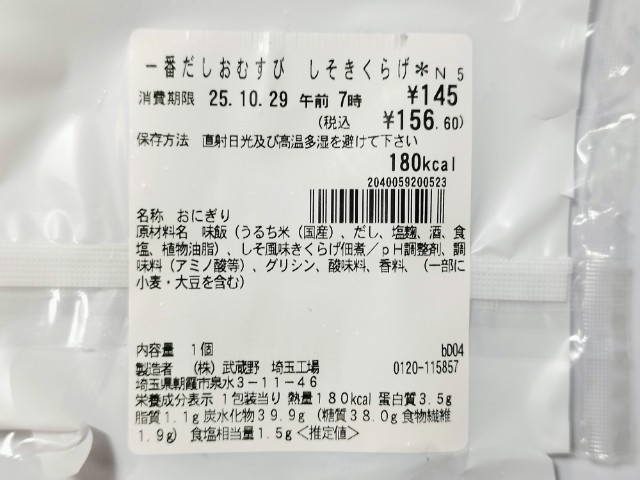 一番だしおむすび しそきくらげ＊N５
消費期限 25.10.29 午前 7時 ¥145
(税込 ¥156.60)
保存方法 直射日光及び高温多湿を避けて下さい
180kcal
2040059200523
名称 おにぎり
原材料名 味飯（うるち米（国産）、だし、塩麹、酒、食
塩、植物油脂）、しそ風味きくらげ佃煮／ｐＨ調整剤、調
味料（アミノ酸等）、グリシン、酸味料、香料、（一部に
小麦・大豆を含む）
内容量 １個 bD04
製造者 （株）武蔵野 埼玉工場 0120-115857
埼玉県朝霞市泉水３－１１－４６
栄養成分表示 １包装当り 熱量180kcal 蛋白質３.５g
脂質１.１g 炭水化物３９.９g（糖質３８.０g 食物繊維
１.９g） 食塩相当量１.５g＜推定値＞